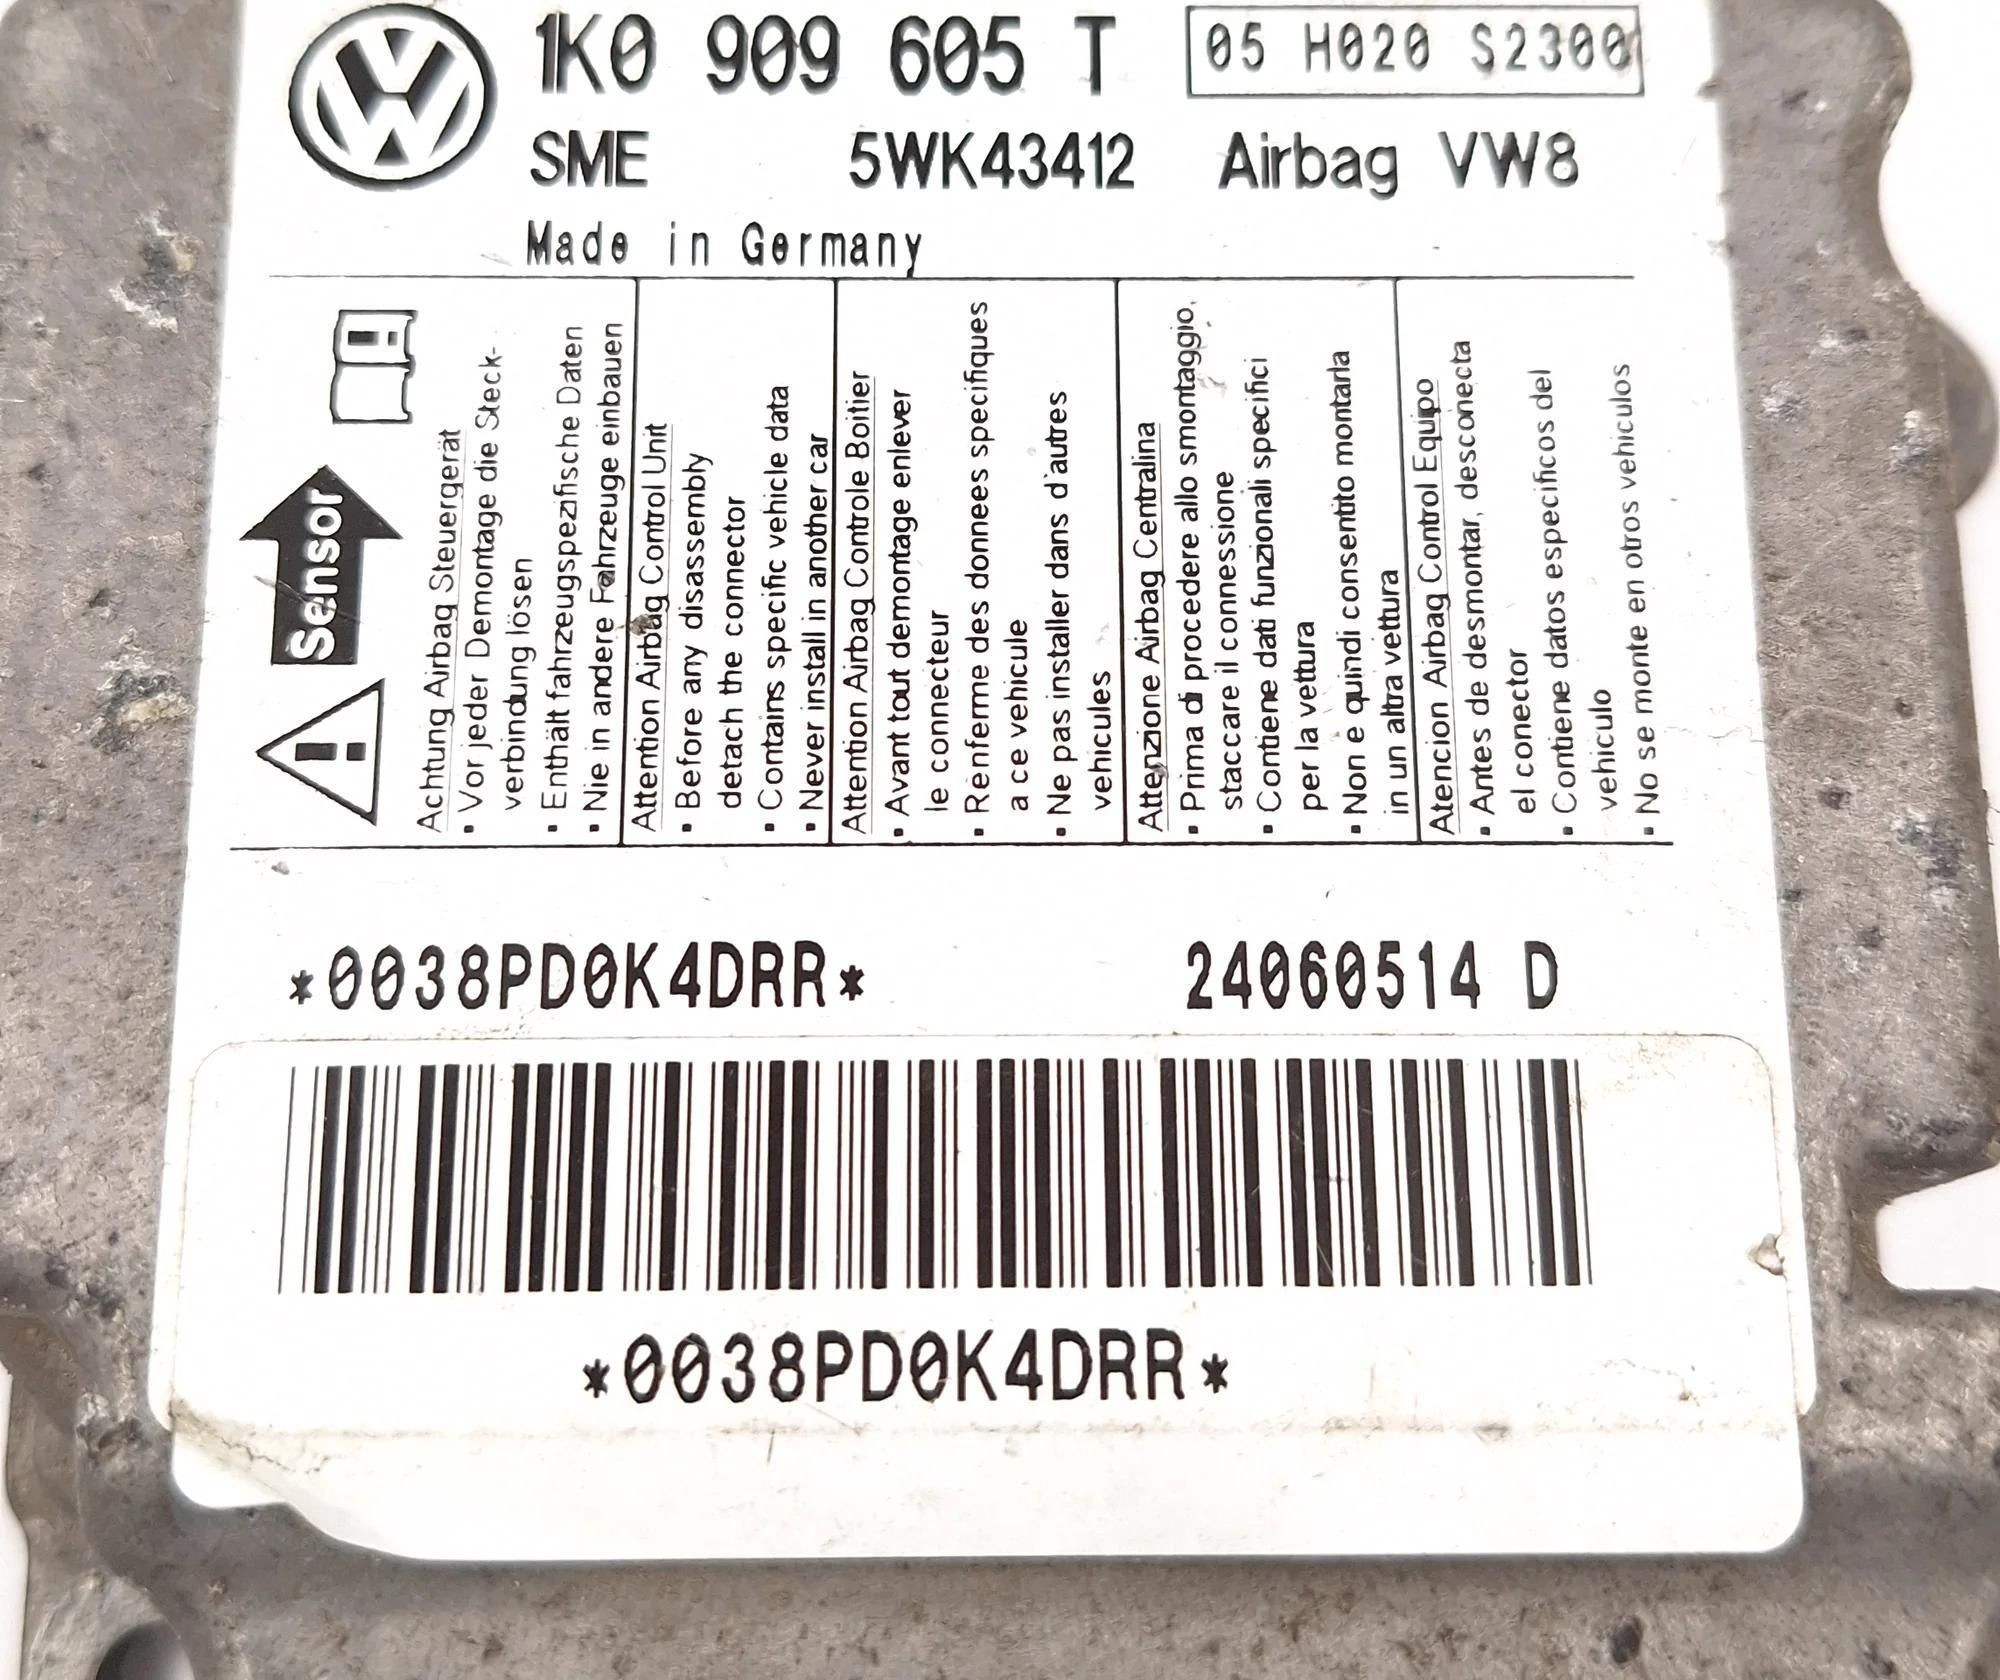 1K0 909 605 T 05 H020 S2300
SME 5WK43412 Airbag VW8
Made in Germany
Sensor
Achtung Airbag Steuergerät
• Vor jeder Demontage die Steck-
verbindung lösen
• Enthält fahrzeugspezifische Daten
• Nie in andere Fahrzeuge einbauen
Attention Airbag Control Unit
• Before any disassembly
detach the connector
• Contains specific vehicle data
• Never install in another car
Attention Airbag Controle Boitier
• Avant tout demontage enlever
le connecteur
• Renferme des donnees specifiques
a ce vehicule
• Ne pas installer dans d'autres
vehicules
Attenzione Airbag Centralina
• Prima di procedere allo smontaggio,
staccare il connessione
• Contiene dati funzionali specifici
per la vettura
• Non e quindi consentito montarla
in un altra vettura
Atencion Airbag Control Equipo
• Antes de desmontar, desconecta
el conector
• Contiene datos especificos del
vehiculo
• No se monte en otros vehiculos
*0038PD0K4DRR* 24060514 D
*0038PD0K4DRR*